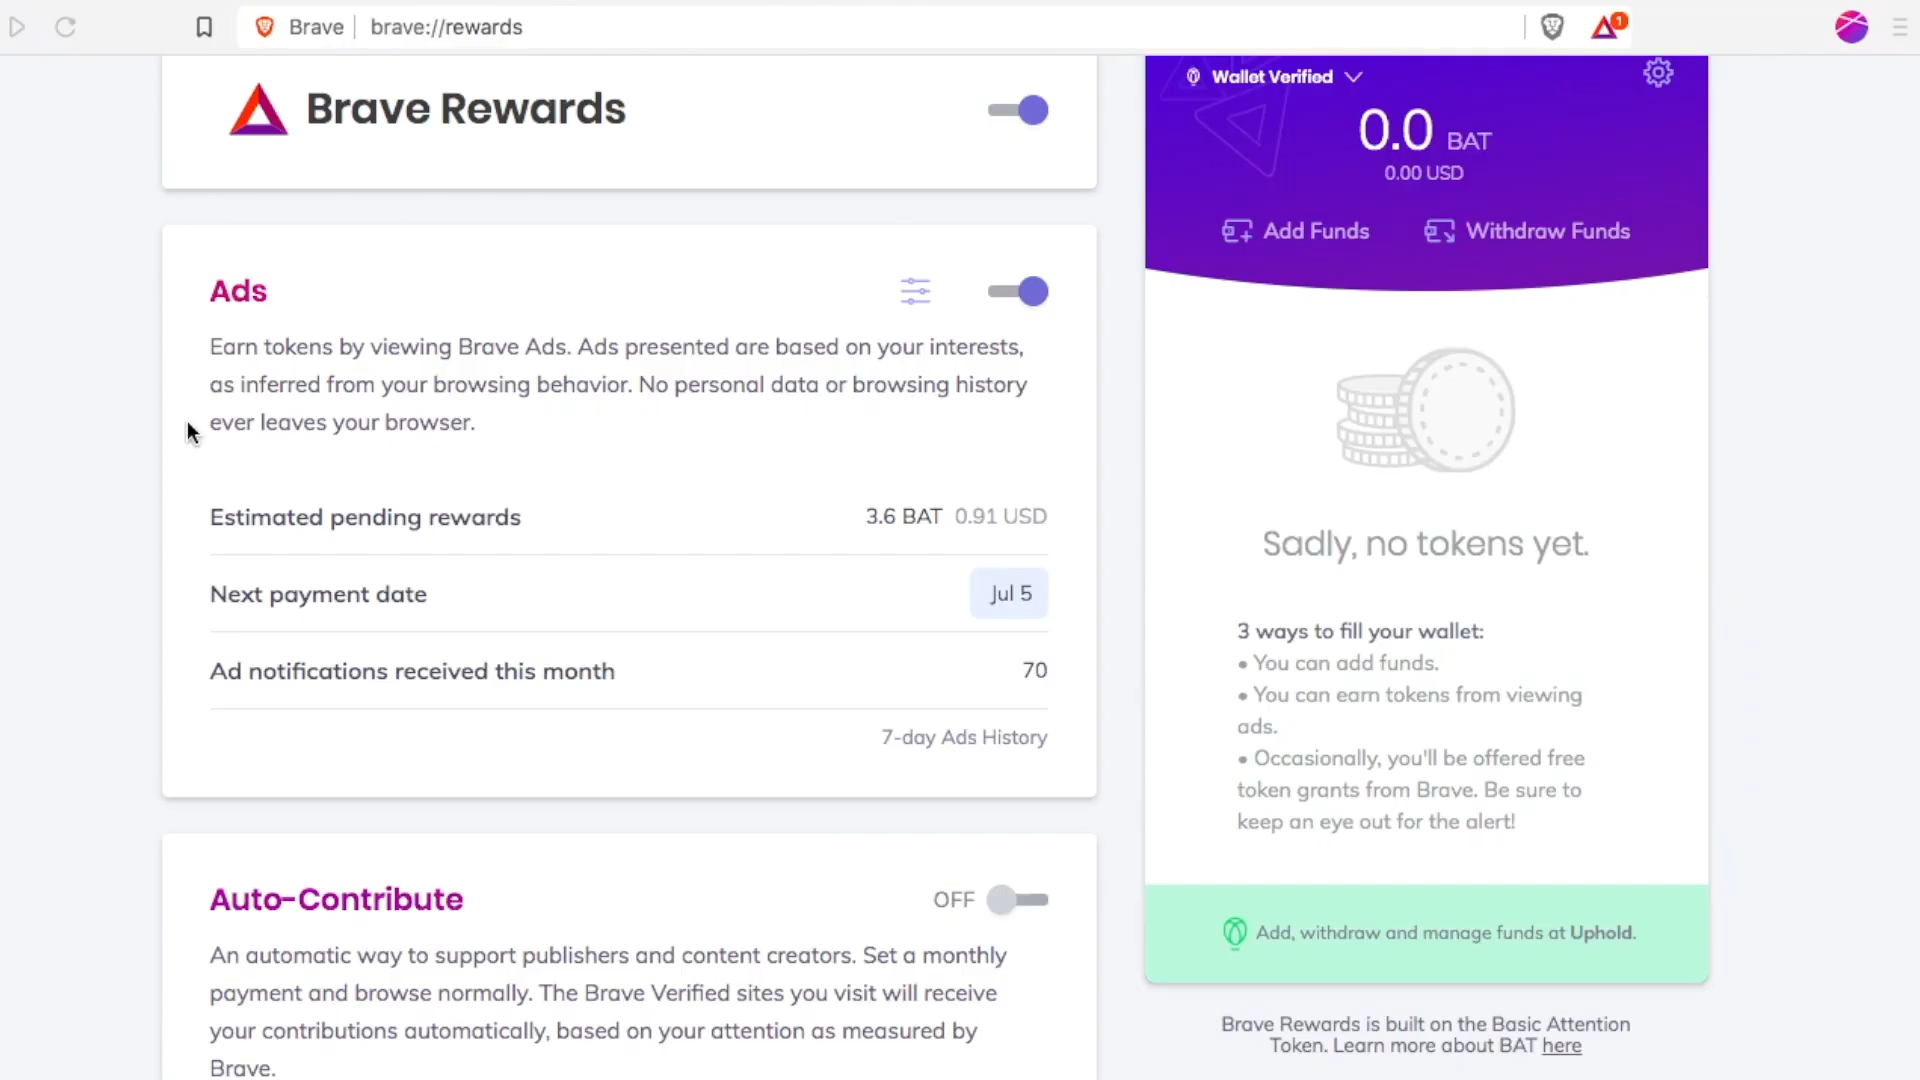 Brave
brave://rewards
1
Brave Rewards
Ads
Earn tokens by viewing Brave Ads. Ads presented are based on your interests,
as inferred from your browsing behavior. No personal data or browsing history
ever leaves your browser.
Estimated pending rewards 3.6 BAT 0.91 USD
Next payment date Jul 5
Ad notifications received this month 70
7-day Ads History
Auto-Contribute OFF
An automatic way to support publishers and content creators. Set a monthly
payment and browse normally. The Brave Verified sites you visit will receive
your contributions automatically, based on your attention as measured by
Brave.
Wallet Verified
0.0 BAT
0.00 USD
Add Funds Withdraw Funds
Sadly, no tokens yet.
3 ways to fill your wallet:
• You can add funds.
• You can earn tokens from viewing
ads.
• Occasionally, you'll be offered free
token grants from Brave. Be sure to
keep an eye out for the alert!
Add, withdraw and manage funds at Uphold.
Brave Rewards is built on the Basic Attention
Token. Learn more about BAT here